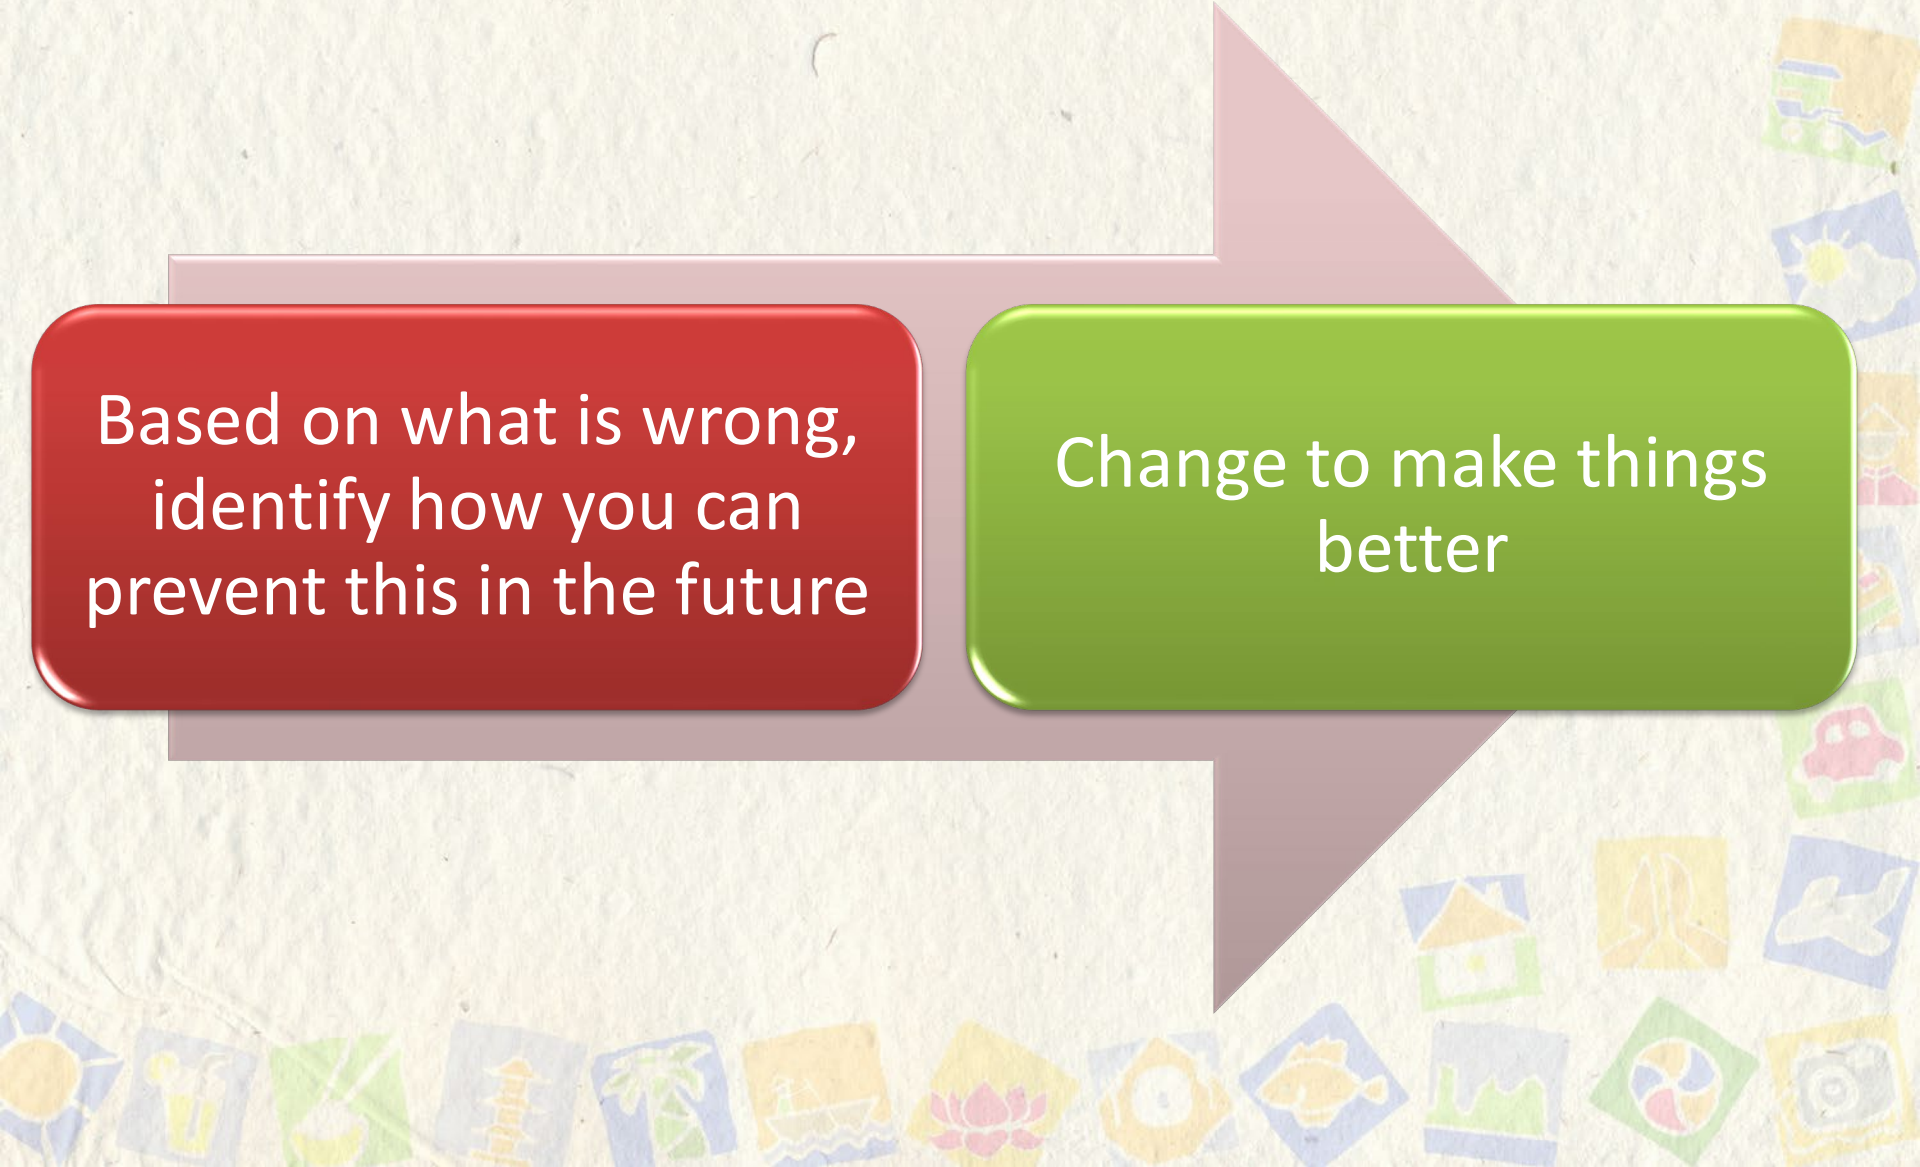 Based on what is wrong,
identify how you can
prevent this in the future
Change to make things
better